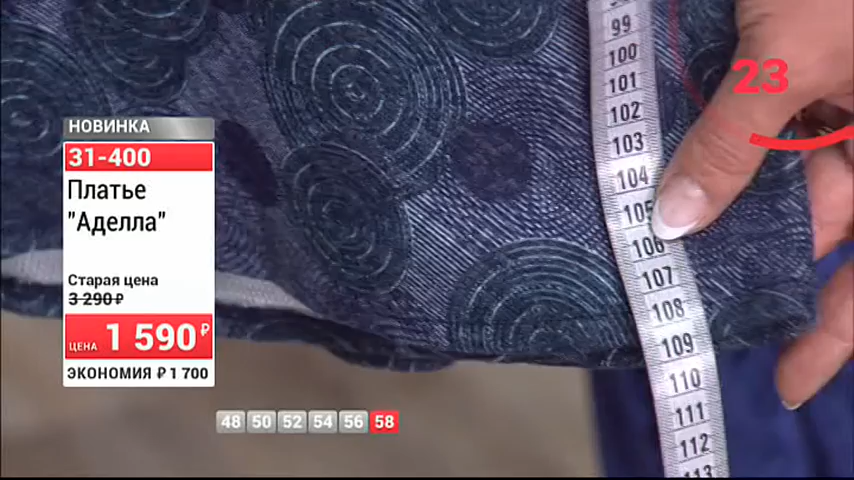 НОВИНКА
31-400
Платье
"Аделла"
Старая цена
3 290 ₽
ЦЕНА 1 590 ₽
ЭКОНОМИЯ ₽ 1 700
48 50 52 54 56 58
23
99
100
101
102
103
104
105
106
107
108
109
110
111
112
113